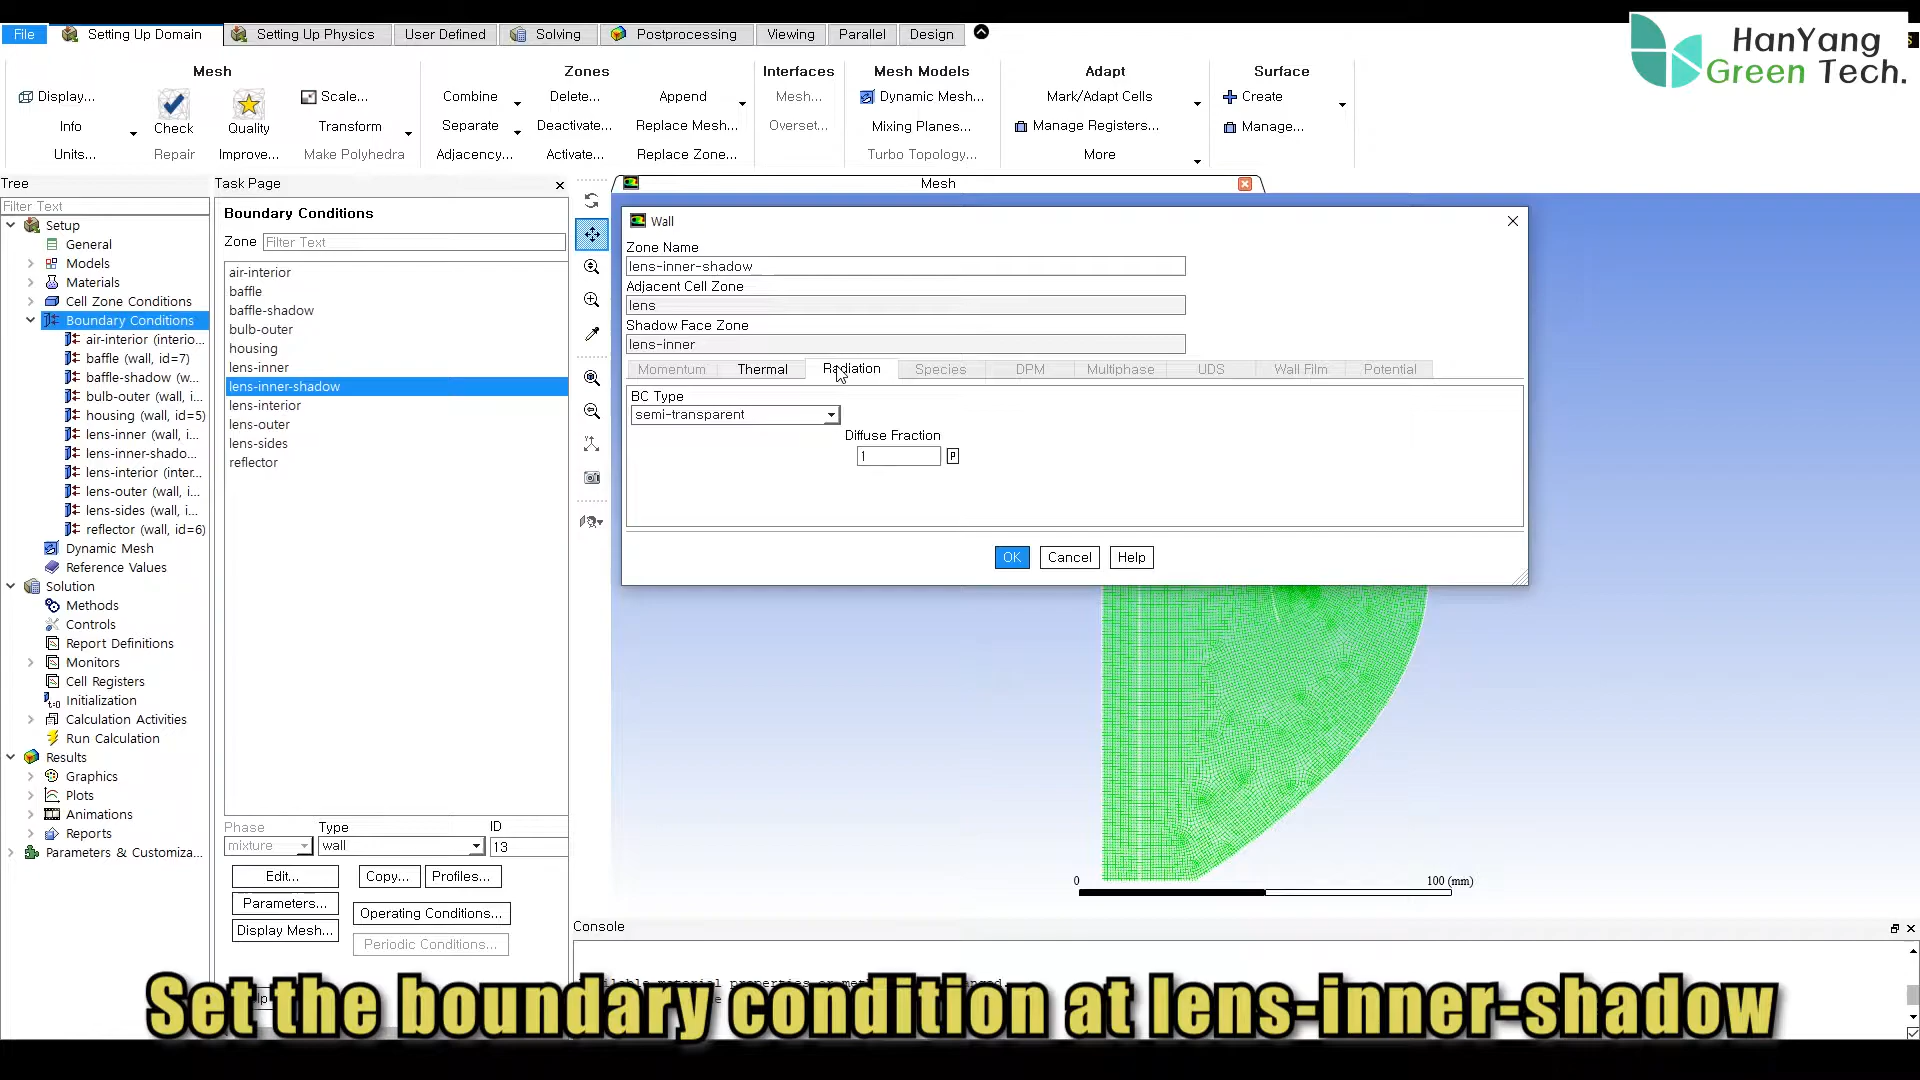 File
Setting Up Domain
Setting Up Physics
User Defined
Solving
Postprocessing
Viewing
Parallel
Design
HanYang
Green Tech.
Mesh
Display...
Info
Units...
Check
Repair
Quality
Improve...
Scale...
Transform
Make Polyhedra
Zones
Combine
Separate
Adjacency...
Delete...
Deactivate...
Activate...
Append
Replace Mesh...
Replace Zone...
Interfaces
Mesh...
Overset...
Mesh Models
Dynamic Mesh...
Mixing Planes...
Turbo Topology...
Adapt
Mark/Adapt Cells
Manage Registers...
More
Surface
Create
Manage...
Tree
Filter Text
Setup
General
Models
Materials
Cell Zone Conditions
Boundary Conditions
air-interior (interio...
baffle (wall, id=7)
baffle-shadow (w...
bulb-outer (wall, i...
housing (wall, id=5)
lens-inner (wall, i...
lens-inner-shado...
lens-interior (inter...
lens-outer (wall, i...
lens-sides (wall, i...
reflector (wall, id=6)
Dynamic Mesh
Reference Values
Solution
Methods
Controls
Report Definitions
Monitors
Cell Registers
Initialization
Calculation Activities
Run Calculation
Results
Graphics
Plots
Animations
Reports
Parameters & Customiza...
Task Page
Boundary Conditions
Zone Filter Text
air-interior
baffle
baffle-shadow
bulb-outer
housing
lens-inner
lens-inner-shadow
lens-interior
lens-outer
lens-sides
reflector
Phase Type ID
mixture wall 13
Edit... Copy... Profiles...
Parameters... Operating Conditions...
Display Mesh... Periodic Conditions...
Mesh
Wall
Zone Name
lens-inner-shadow
Adjacent Cell Zone
lens
Shadow Face Zone
lens-inner
Momentum Thermal Radiation Species DPM Multiphase UDS Wall Film Potential
BC Type
semi-transparent
Diffuse Fraction
1 P
OK Cancel Help
0 100 (mm)
Console
Set the boundary condition at lens-inner-shadow